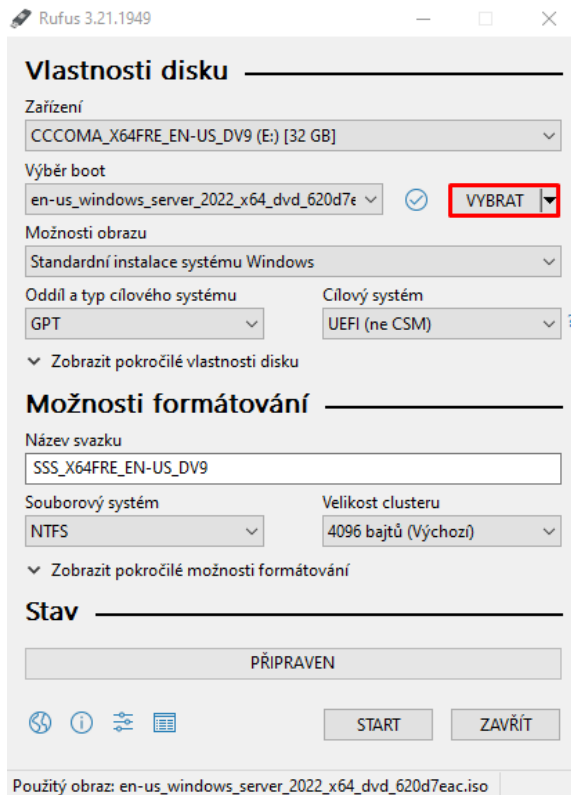 Rufus 3.21.1949
Vlastnosti disku
Zařízení
CCCOMA_X64FRE_EN-US_DV9 (E:) [32 GB]
Výběr boot
en-us_windows_server_2022_x64_dvd_620d7e
VYBRAT
Možnosti obrazu
Standardní instalace systému Windows
Oddíl a typ cílového systému
Cílový systém
GPT
UEFI (ne CSM)
?
Zobrazit pokročilé vlastnosti disku
Možnosti formátování
Název svazku
SSS_X64FRE_EN-US_DV9
Souborový systém
Velikost clusteru
NTFS
4096 bajtů (Výchozí)
Zobrazit pokročilé možnosti formátování
Stav
PŘIPRAVEN
START
ZAVŘÍT
Použitý obraz: en-us_windows_server_2022_x64_dvd_620d7eac.iso